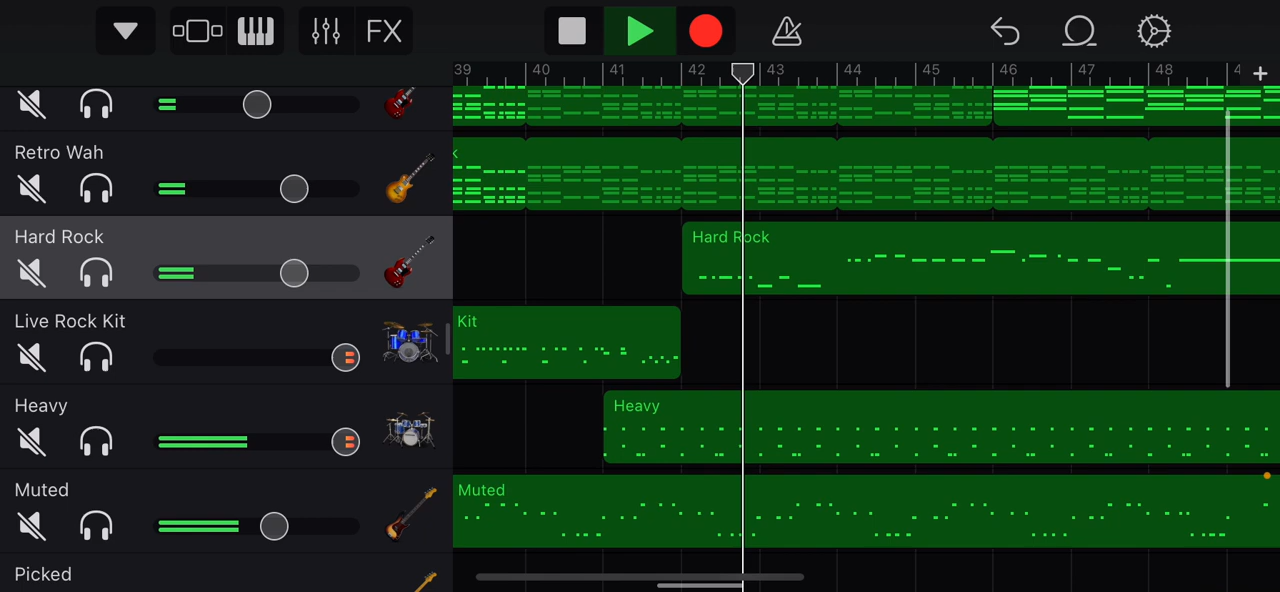 FX
39 40 41 42 43 44 45 46 47 48
Retro Wah
Hard Rock
Hard Rock
Live Rock Kit
Kit
Heavy
Heavy
Muted
Muted
Picked